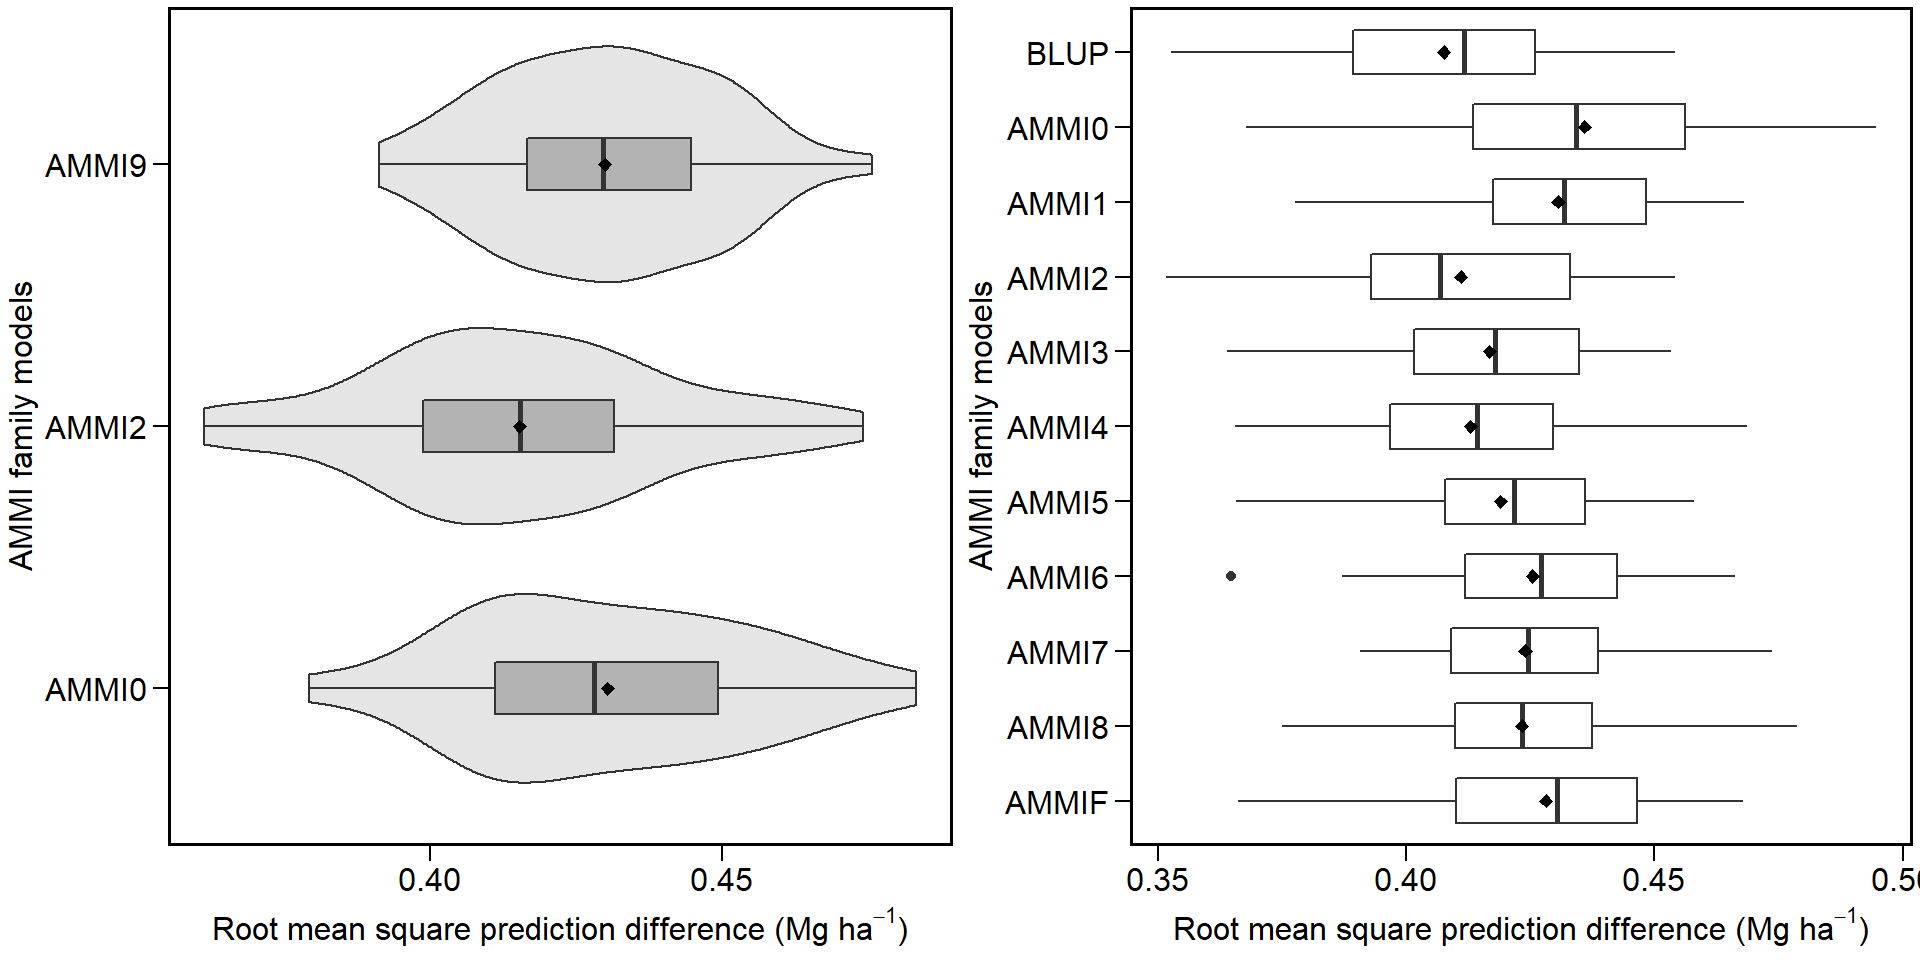 AMMI family models
AMMI9
AMMI2
AMMI0
0.40 0.45
Root mean square prediction difference (Mg ha⁻¹)
AMMI family models
BLUP
AMMI0
AMMI1
AMMI2
AMMI3
AMMI4
AMMI5
AMMI6
AMMI7
AMMI8
AMMIF
0.35 0.40 0.45 0.5
Root mean square prediction difference (Mg ha⁻¹)